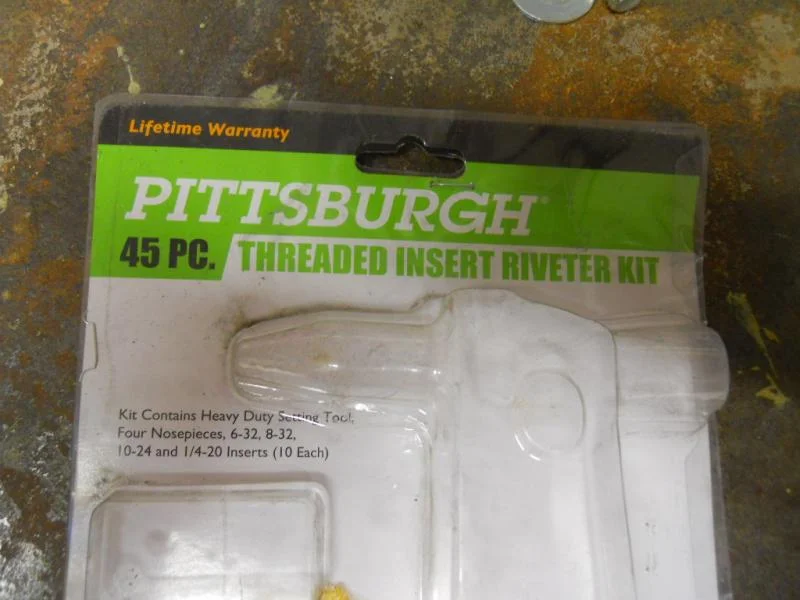 Lifetime Warranty
PITTSBURGH
45 PC. THREADED INSERT RIVETER KIT
Kit Contains Heavy Duty Setting Tool,
Four Nosepieces, 6-32, 8-32,
10-24 and 1/4-20 Inserts (10 Each)